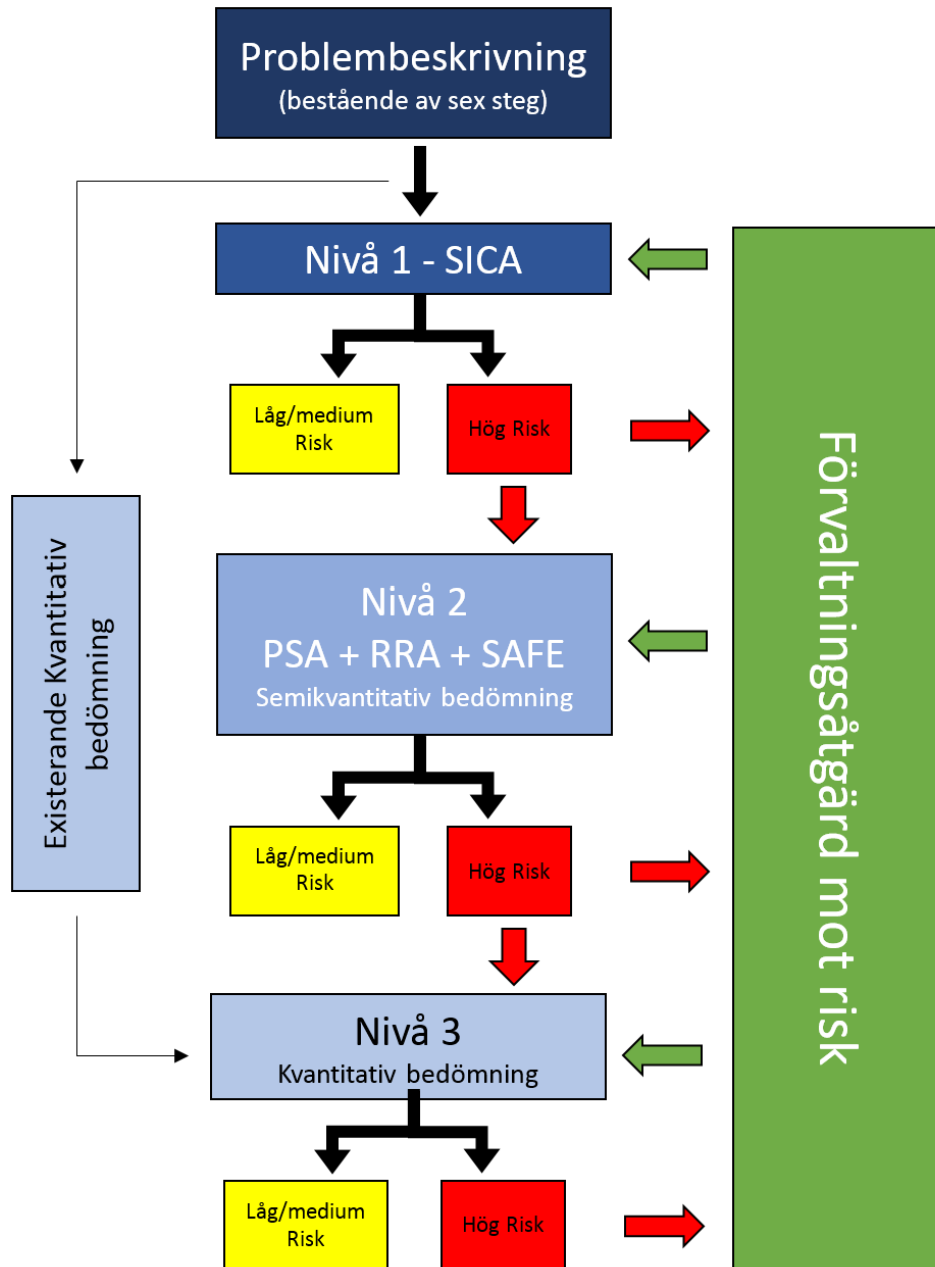 Problembeskrivning
(bestående av sex steg)
Nivå 1 - SICA
Låg/medium
Risk
Hög Risk
Existerande Kvantitativ
bedömning
Nivå 2
PSA + RRA + SAFE
Semikvantitativ bedömning
Låg/medium
Risk
Hög Risk
Nivå 3
Kvantitativ bedömning
Låg/medium
Risk
Hög Risk
Förvaltningsåtgärd mot risk